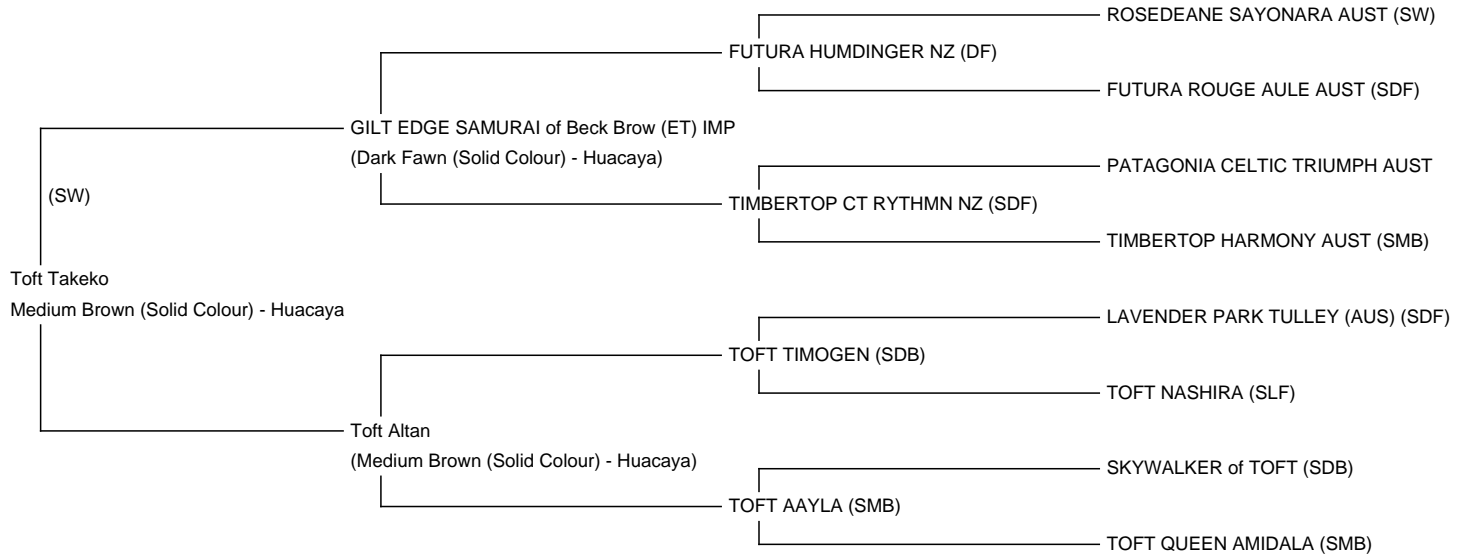 ROSEDEANE SAYONARA AUST (SW)
FUTURA HUMDINGER NZ (DF)
FUTURA ROUGE AULE AUST (SDF)
GILT EDGE SAMURAI of Beck Brow (ET) IMP
(Dark Fawn (Solid Colour) - Huacaya)
PATAGONIA CELTIC TRIUMPH AUST
(SW)
TIMBERTOP CT RYTHMN NZ (SDF)
TIMBERTOP HARMONY AUST (SMB)
Toft Takeko
Medium Brown (Solid Colour) - Huacaya
LAVENDER PARK TULLEY (AUS) (SDF)
TOFT TIMOGEN (SDB)
TOFT NASHIRA (SLF)
Toft Altan
(Medium Brown (Solid Colour) - Huacaya)
SKYWALKER of TOFT (SDB)
TOFT AAYLA (SMB)
TOFT QUEEN AMIDALA (SMB)